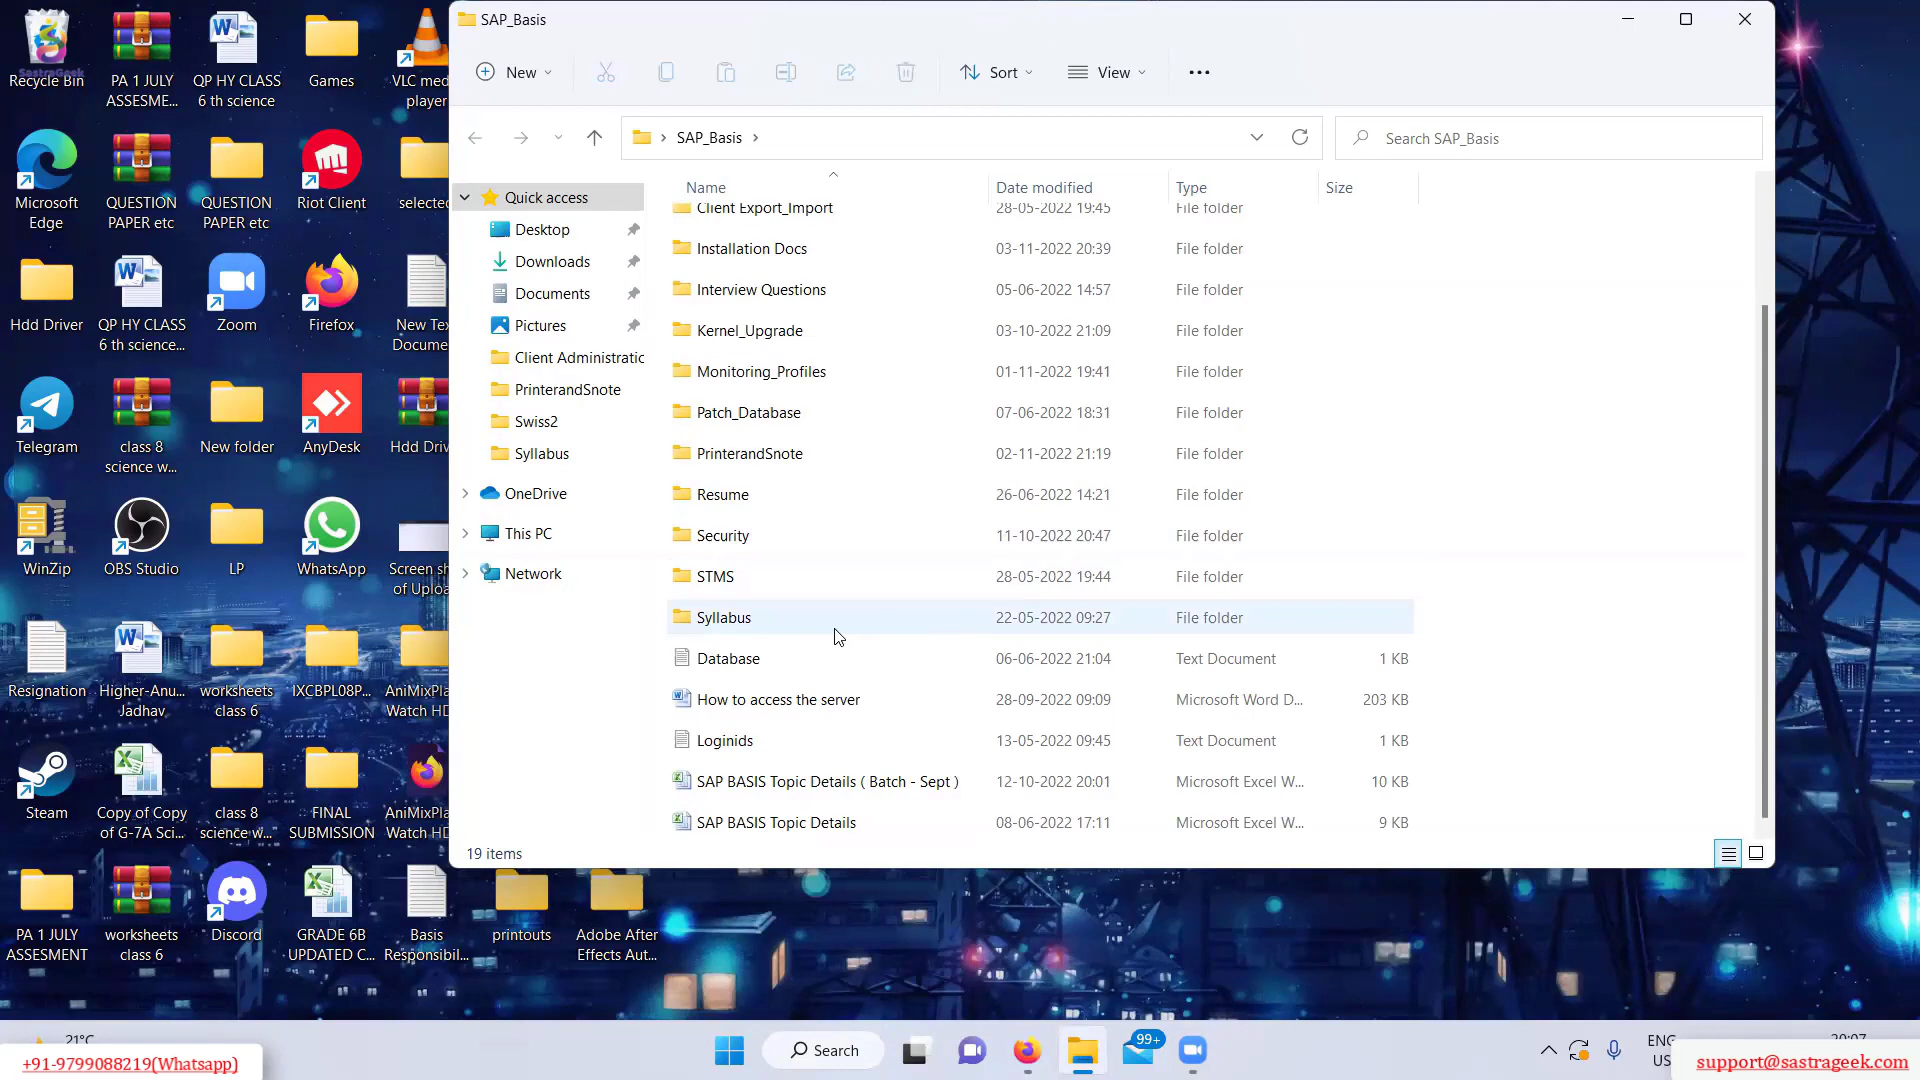 SAP_Basis
New
Sort
View
SAP_Basis
Search SAP_Basis
Quick access
Desktop
Downloads
Documents
Pictures
Client Administratic
PrinterandSnote
Swiss2
Syllabus
OneDrive
This PC
Network
Name Date modified Type Size
Client Export_Import 28-05-2022 19:45 File folder
Installation Docs 03-11-2022 20:39 File folder
Interview Questions 05-06-2022 14:57 File folder
Kernel_Upgrade 03-10-2022 21:09 File folder
Monitoring_Profiles 01-11-2022 19:41 File folder
Patch_Database 07-06-2022 18:31 File folder
PrinterandSnote 02-11-2022 21:19 File folder
Resume 26-06-2022 14:21 File folder
Security 11-10-2022 20:47 File folder
STMS 28-05-2022 19:44 File folder
Syllabus 22-05-2022 09:27 File folder
Database 06-06-2022 21:04 Text Document 1 KB
How to access the server 28-09-2022 09:09 Microsoft Word D... 203 KB
Loginids 13-05-2022 09:45 Text Document 1 KB
SAP BASIS Topic Details ( Batch - Sept ) 12-10-2022 20:01 Microsoft Excel W... 10 KB
SAP BASIS Topic Details 08-06-2022 17:11 Microsoft Excel W... 9 KB
19 items
SastraGeek
Recycle Bin
PA 1 JULY
ASSESME...
QP HY CLASS
6 th science
Games
VLC med
player
Microsoft
Edge
QUESTION
PAPER etc
QUESTION
PAPER etc
Riot Client
selected
Hdd Driver
QP HY CLASS
6 th science...
Zoom
Firefox
New Tex
Docume
Telegram
class 8
science w...
New folder
AnyDesk
Hdd Driv
WinZip
OBS Studio
LP
WhatsApp
Screen sh
of Uploa
Resignation
Higher-Anu...
Jadhav
worksheets
class 6
IXCBPL08P...
AniMixPla
Watch HD
Steam
Copy of Copy
of G-7A Sci...
class 8
science w...
FINAL
SUBMISSION
AniMixPla
Watch HD
PA 1 JULY
ASSESMENT
worksheets
class 6
Discord
GRADE 6B
UPDATED C...
Basis
Responsibil...
printouts
Adobe After
Effects Aut...
21°C
Search
99+
ENG
US
20:07
+91-9799088219(Whatsapp)
support@sastrageek.com